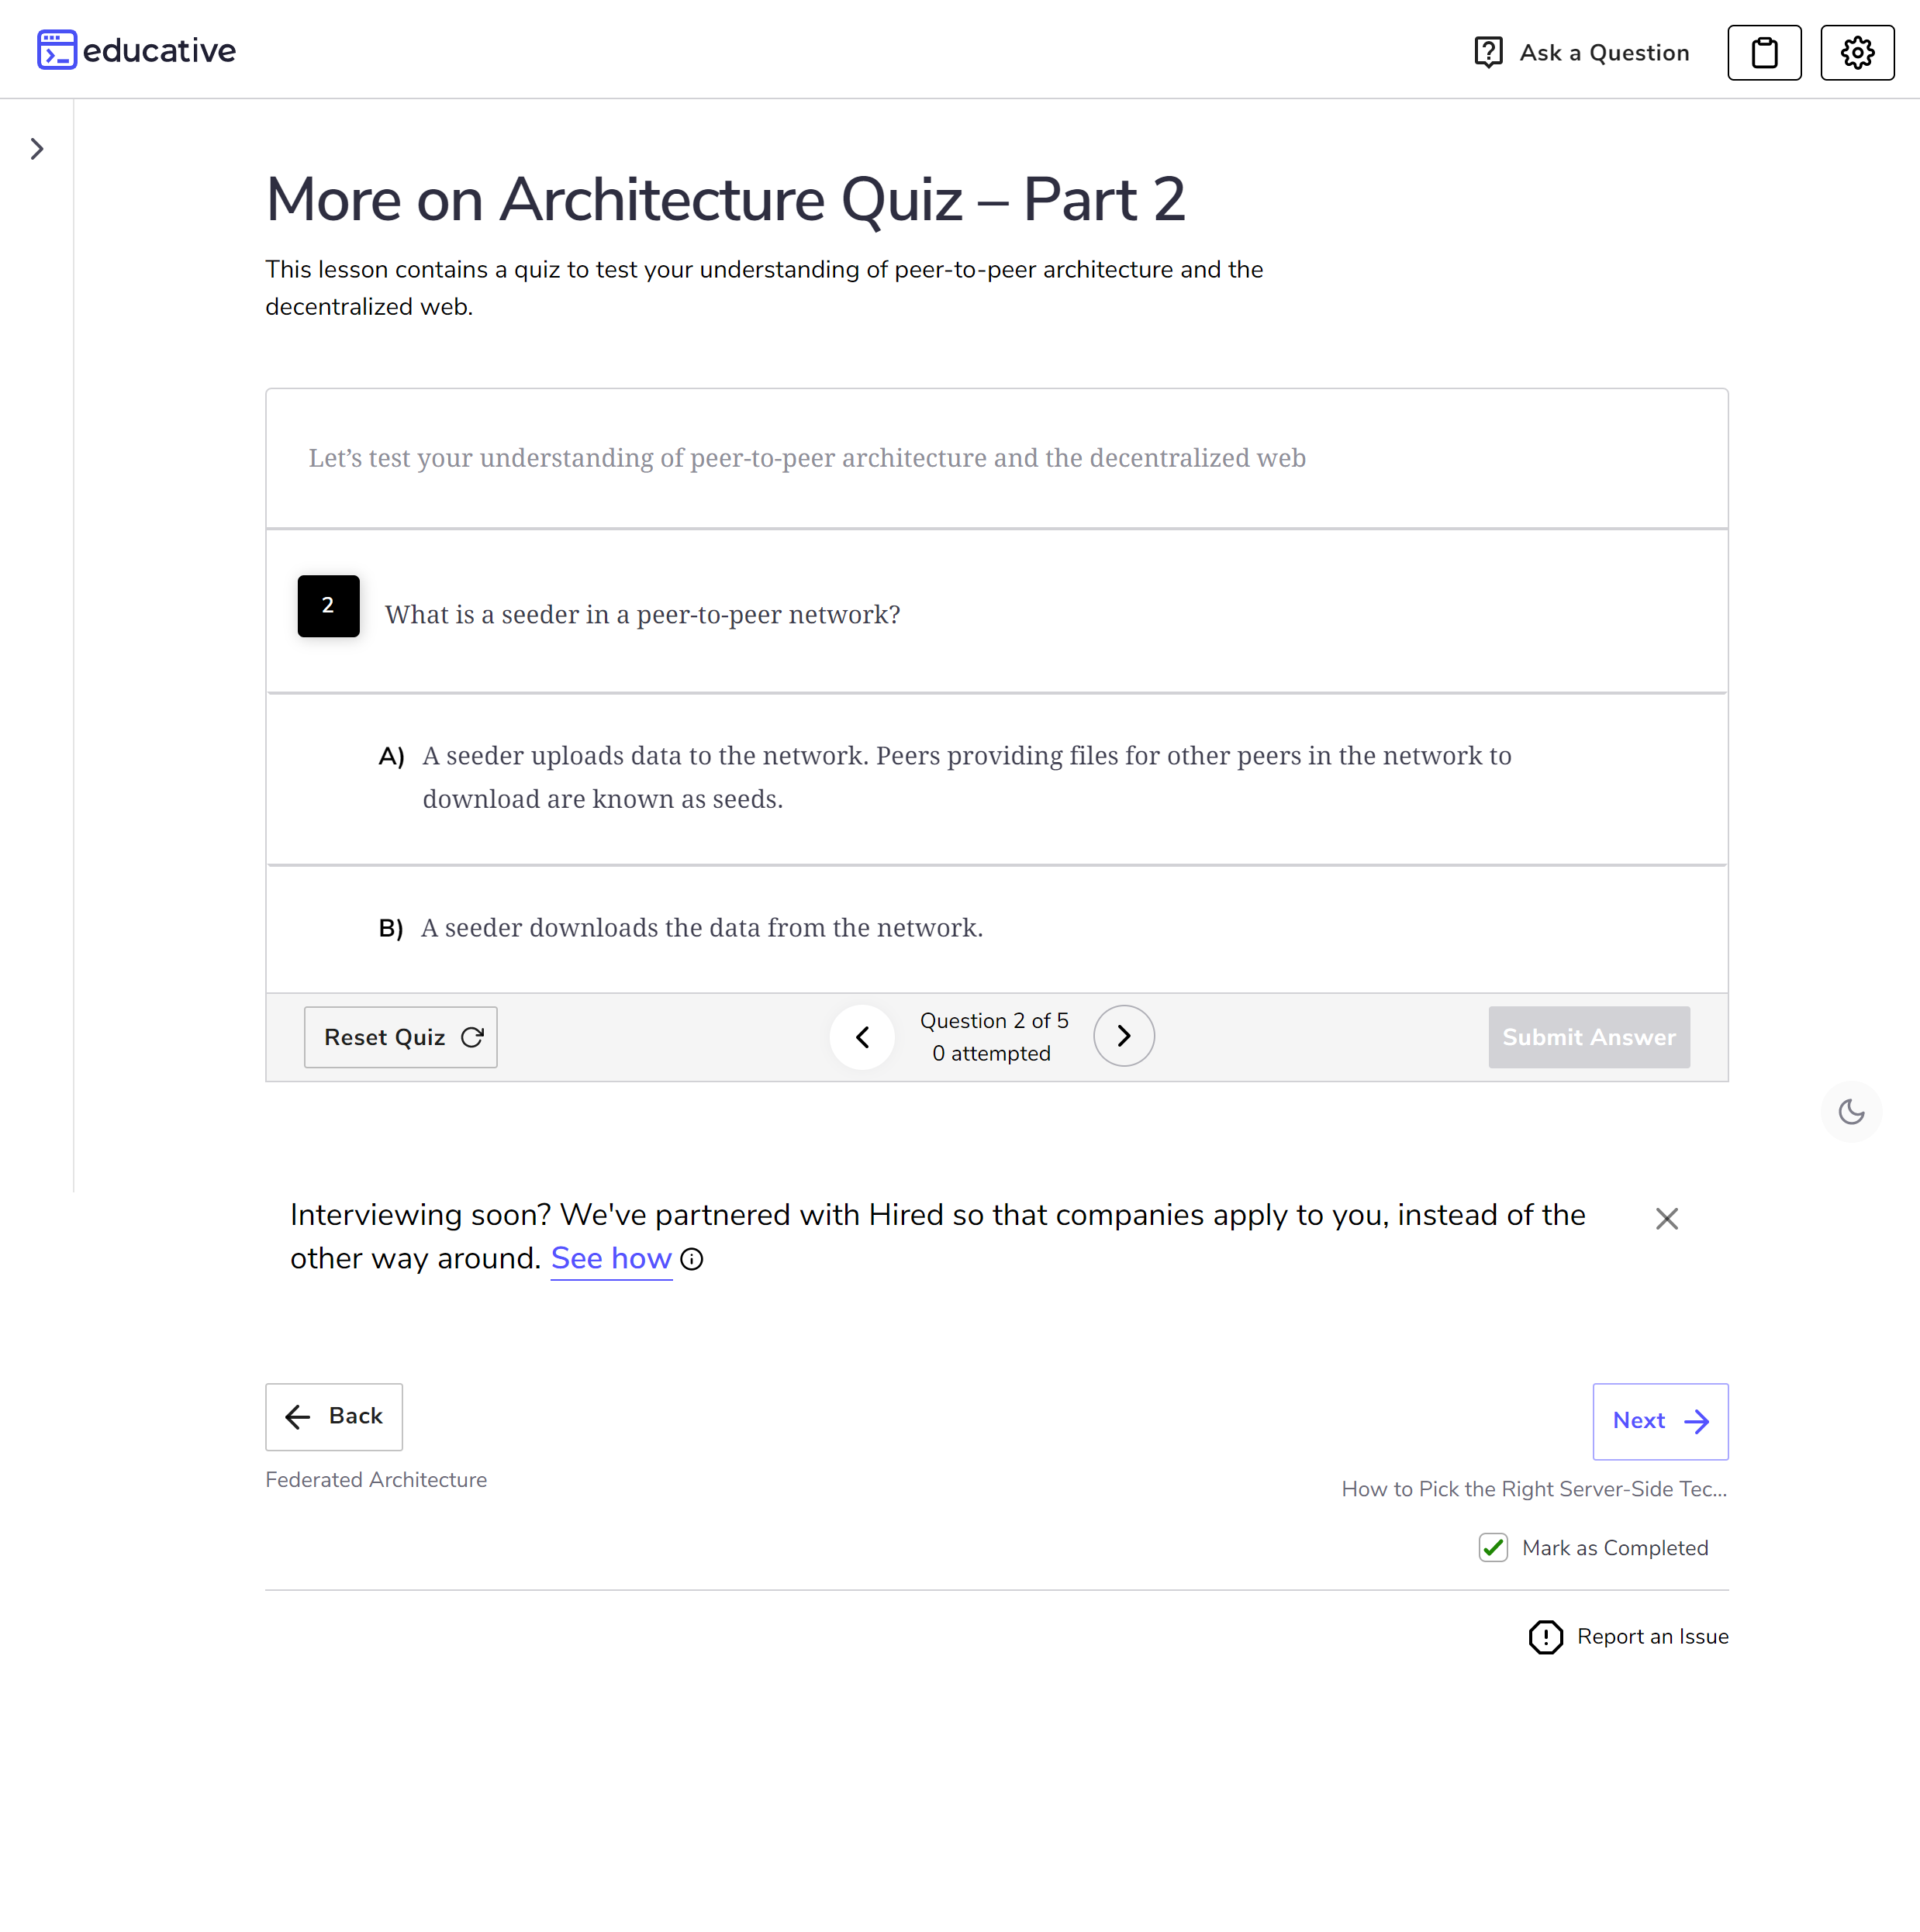 educative
Ask a Question
More on Architecture Quiz – Part 2
This lesson contains a quiz to test your understanding of peer-to-peer architecture and the
decentralized web.
Let’s test your understanding of peer-to-peer architecture and the decentralized web
2
What is a seeder in a peer-to-peer network?
A) A seeder uploads data to the network. Peers providing files for other peers in the network to
download are known as seeds.
B) A seeder downloads the data from the network.
Reset Quiz
Question 2 of 5
0 attempted
Submit Answer
Interviewing soon? We've partnered with Hired so that companies apply to you, instead of the
other way around. See how
Back
Next
Federated Architecture
How to Pick the Right Server-Side Tec...
Mark as Completed
Report an Issue